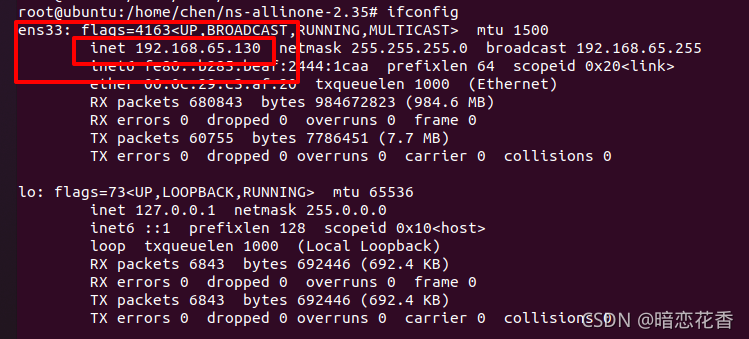 root@ubuntu:/home/chen/ns-allinone-2.35# ifconfig
ens33: flags=4163<UP,BROADCAST,RUNNING,MULTICAST> mtu 1500
inet 192.168.65.130 netmask 255.255.255.0 broadcast 192.168.65.255
inet6 fe80::b285:beaf:2444:1caa prefixlen 64 scopeid 0x20<link>
ether 00:0c:29:c3:af:20 txqueuelen 1000 (Ethernet)
RX packets 680843 bytes 984672823 (984.6 MB)
RX errors 0 dropped 0 overruns 0 frame 0
TX packets 60755 bytes 7786451 (7.7 MB)
TX errors 0 dropped 0 overruns 0 carrier 0 collisions 0
lo: flags=73<UP,LOOPBACK,RUNNING> mtu 65536
inet 127.0.0.1 netmask 255.0.0.0
inet6 ::1 prefixlen 128 scopeid 0x10<host>
loop txqueuelen 1000 (Local Loopback)
RX packets 6843 bytes 692446 (692.4 KB)
RX errors 0 dropped 0 overruns 0 frame 0
TX packets 6843 bytes 692446 (692.4 KB)
TX errors 0 dropped 0 overruns 0 carrier 0 collisions 0
CSDN @暗恋花香